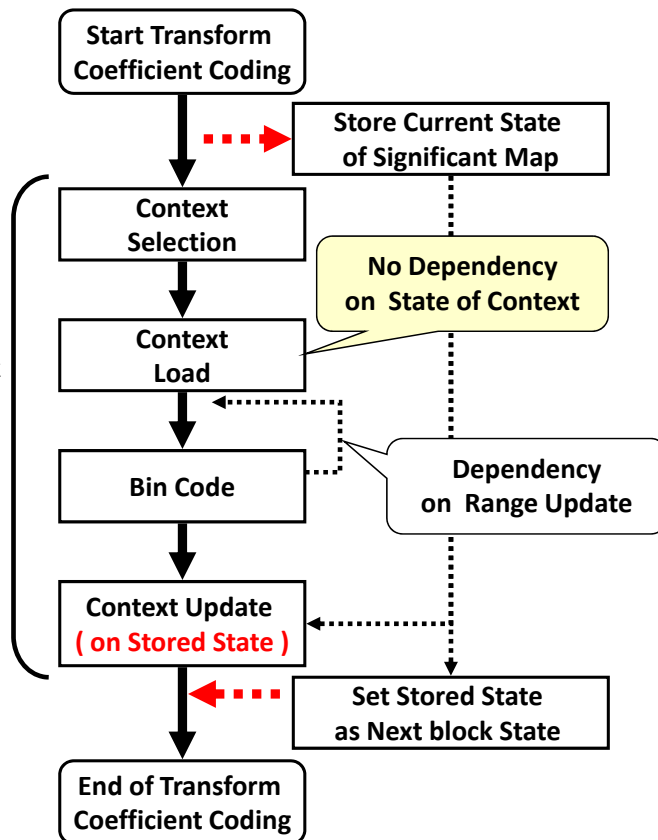 Start Transform
Coefficient Coding
Store Current State
of Significant Map
Context
Selection
No Dependency
on State of Context
Context
Load
Bin Code
Dependency
on Range Update
Context Update
( on Stored State )
Set Stored State
as Next block State
End of Transform
Coefficient Coding